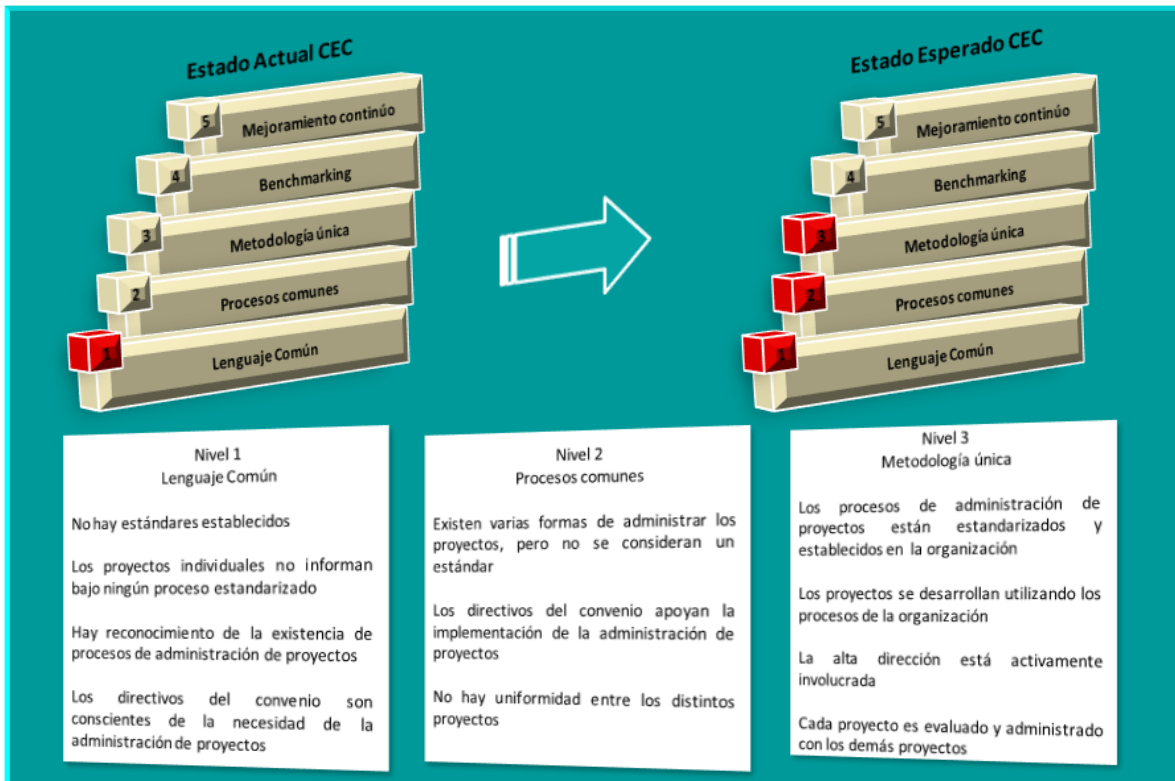 Estado Actual CEC
5 Mejoramiento continúo
4 Benchmarking
3 Metodología única
2 Procesos comunes
1 Lenguaje Común
Estado Esperado CEC
5 Mejoramiento continúo
4 Benchmarking
3 Metodología única
2 Procesos comunes
1 Lenguaje Común
Nivel 1
Lenguaje Común
No hay estándares establecidos
Los proyectos individuales no informan
bajo ningún proceso estandarizado
Hay reconocimiento de la existencia de
procesos de administración de proyectos
Los directivos del convenio son
conscientes de la necesidad de la
administración de proyectos
Nivel 2
Procesos comunes
Existen varias formas de administrar los
proyectos, pero no se consideran un
estándar
Los directivos del convenio apoyan la
implementación de la administración de
proyectos
No hay uniformidad entre los distintos
proyectos
Nivel 3
Metodología única
Los procesos de administración de
proyectos están estandarizados y
establecidos en la organización
Los proyectos se desarrollan utilizando los
procesos de la organización
La alta dirección está activamente
involucrada
Cada proyecto es evaluado y administrado
con los demás proyectos